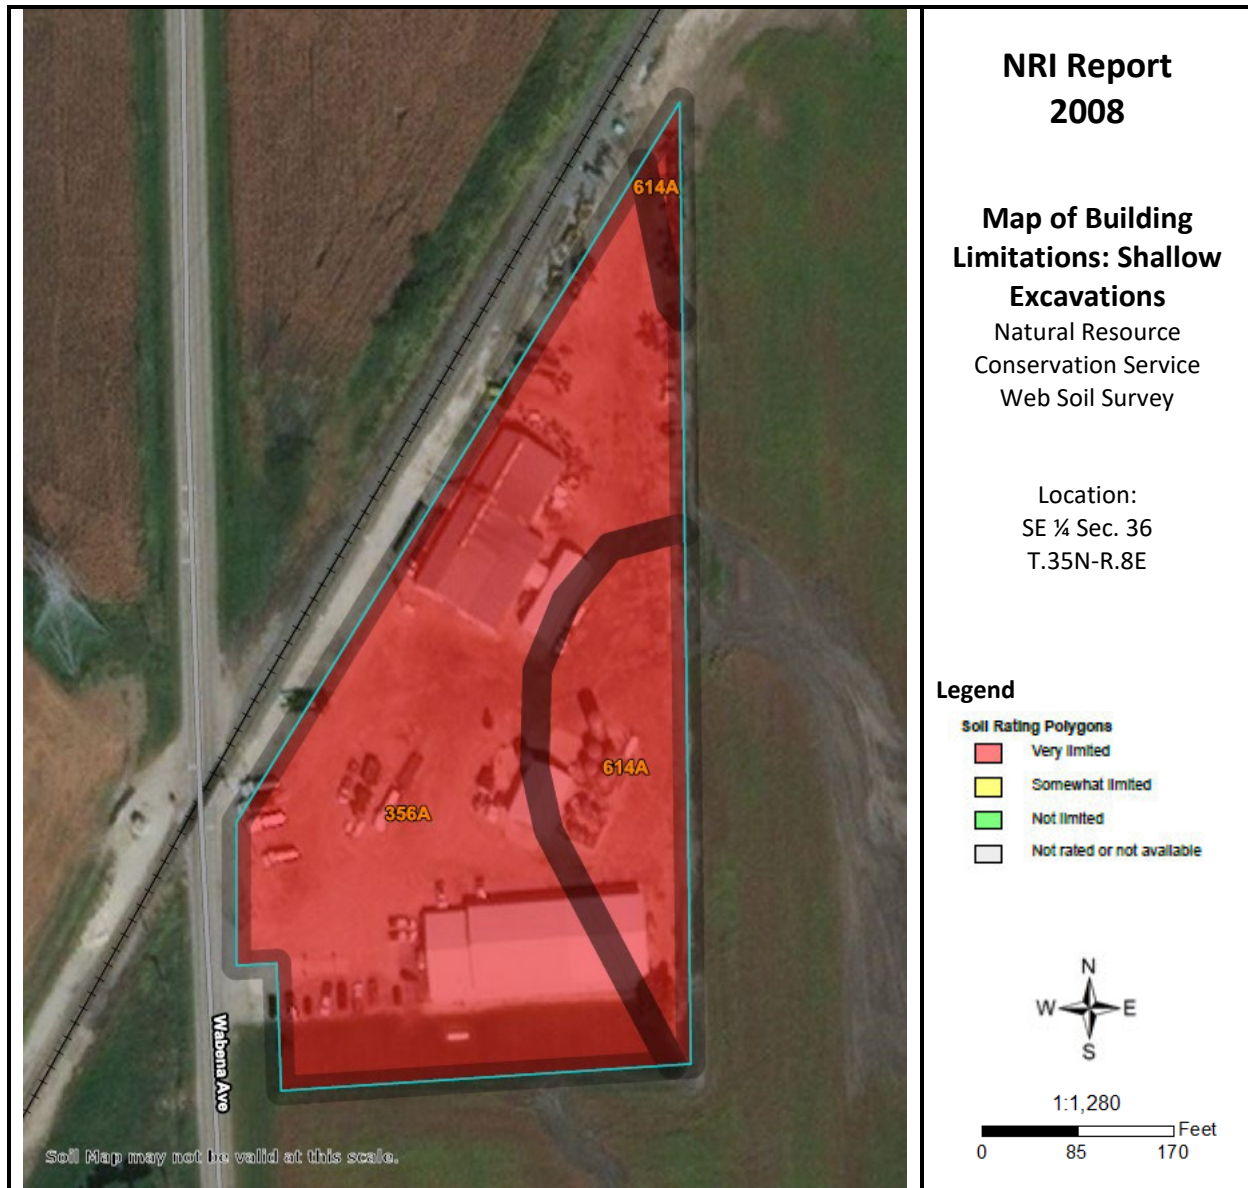 614A
614A
356A
Wabena Ave
Soil Map may not be valid at this scale.
NRI Report
2008
Map of Building
Limitations: Shallow
Excavations
Natural Resource
Conservation Service
Web Soil Survey
Location:
SE ¼ Sec. 36
T.35N-R.8E
Legend
Soil Rating Polygons
Very limited
Somewhat limited
Not limited
Not rated or not available
N
W E
S
1:1,280
Feet
0 85 170